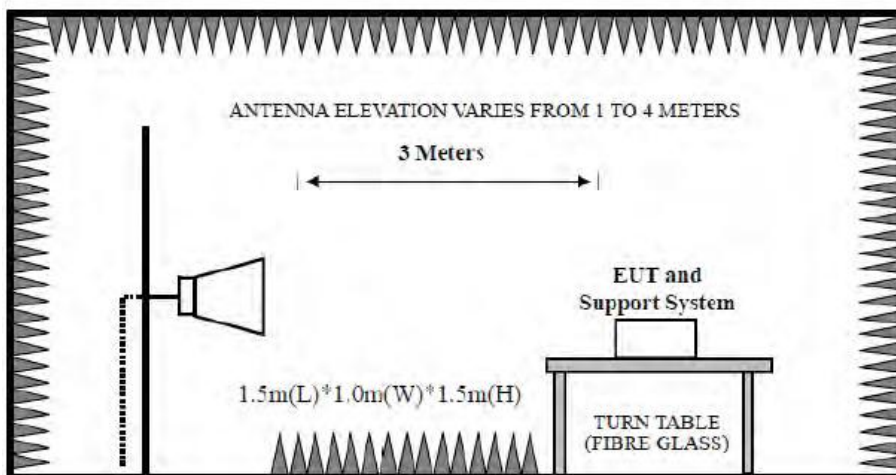 ANTENNA ELEVATION VARIES FROM 1 TO 4 METERS
3 Meters
EUT and
Support System
1.5m(L)*1.0m(W)*1.5m(H)
TURN TABLE
(FIBRE GLASS)